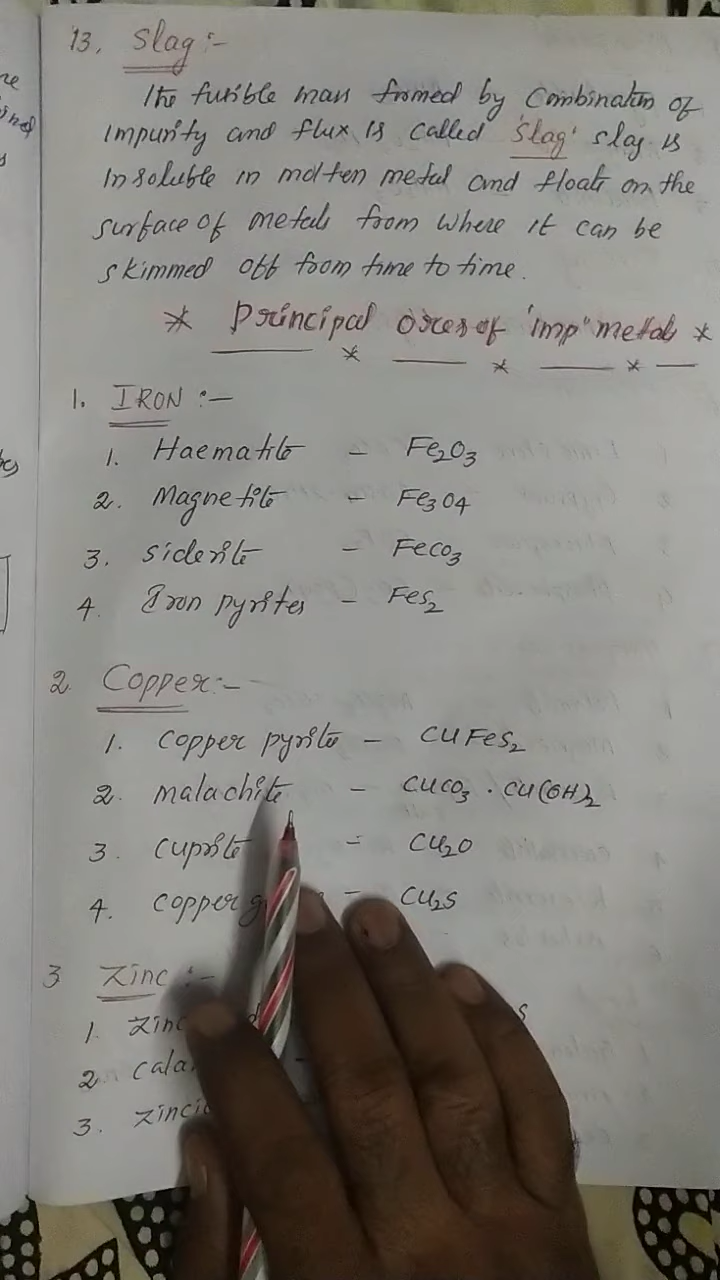 13. Slag :-
The fusible mass formed by Combination of
impurity and flux is called 'Slag' slag is
Insoluble in molten metal and floats on the
surface of metals from where it can be
skimmed off from time to time.
* Principal ores of 'imp" metals *
1. IRON :-
1. Haematite - Fe2O3
2. Magnetite - Fe3O4
3. siderite - FeCO3
4. Iron pyrites - FeS2
2 Copper:-
1. Copper pyrite - CuFeS2
2. malachite - CuCO3 . Cu(OH)2
3. cuprite = Cu2O
4. copper g = Cu2S
3 Zinc :-
1. zinc
2 cala
3. zinci